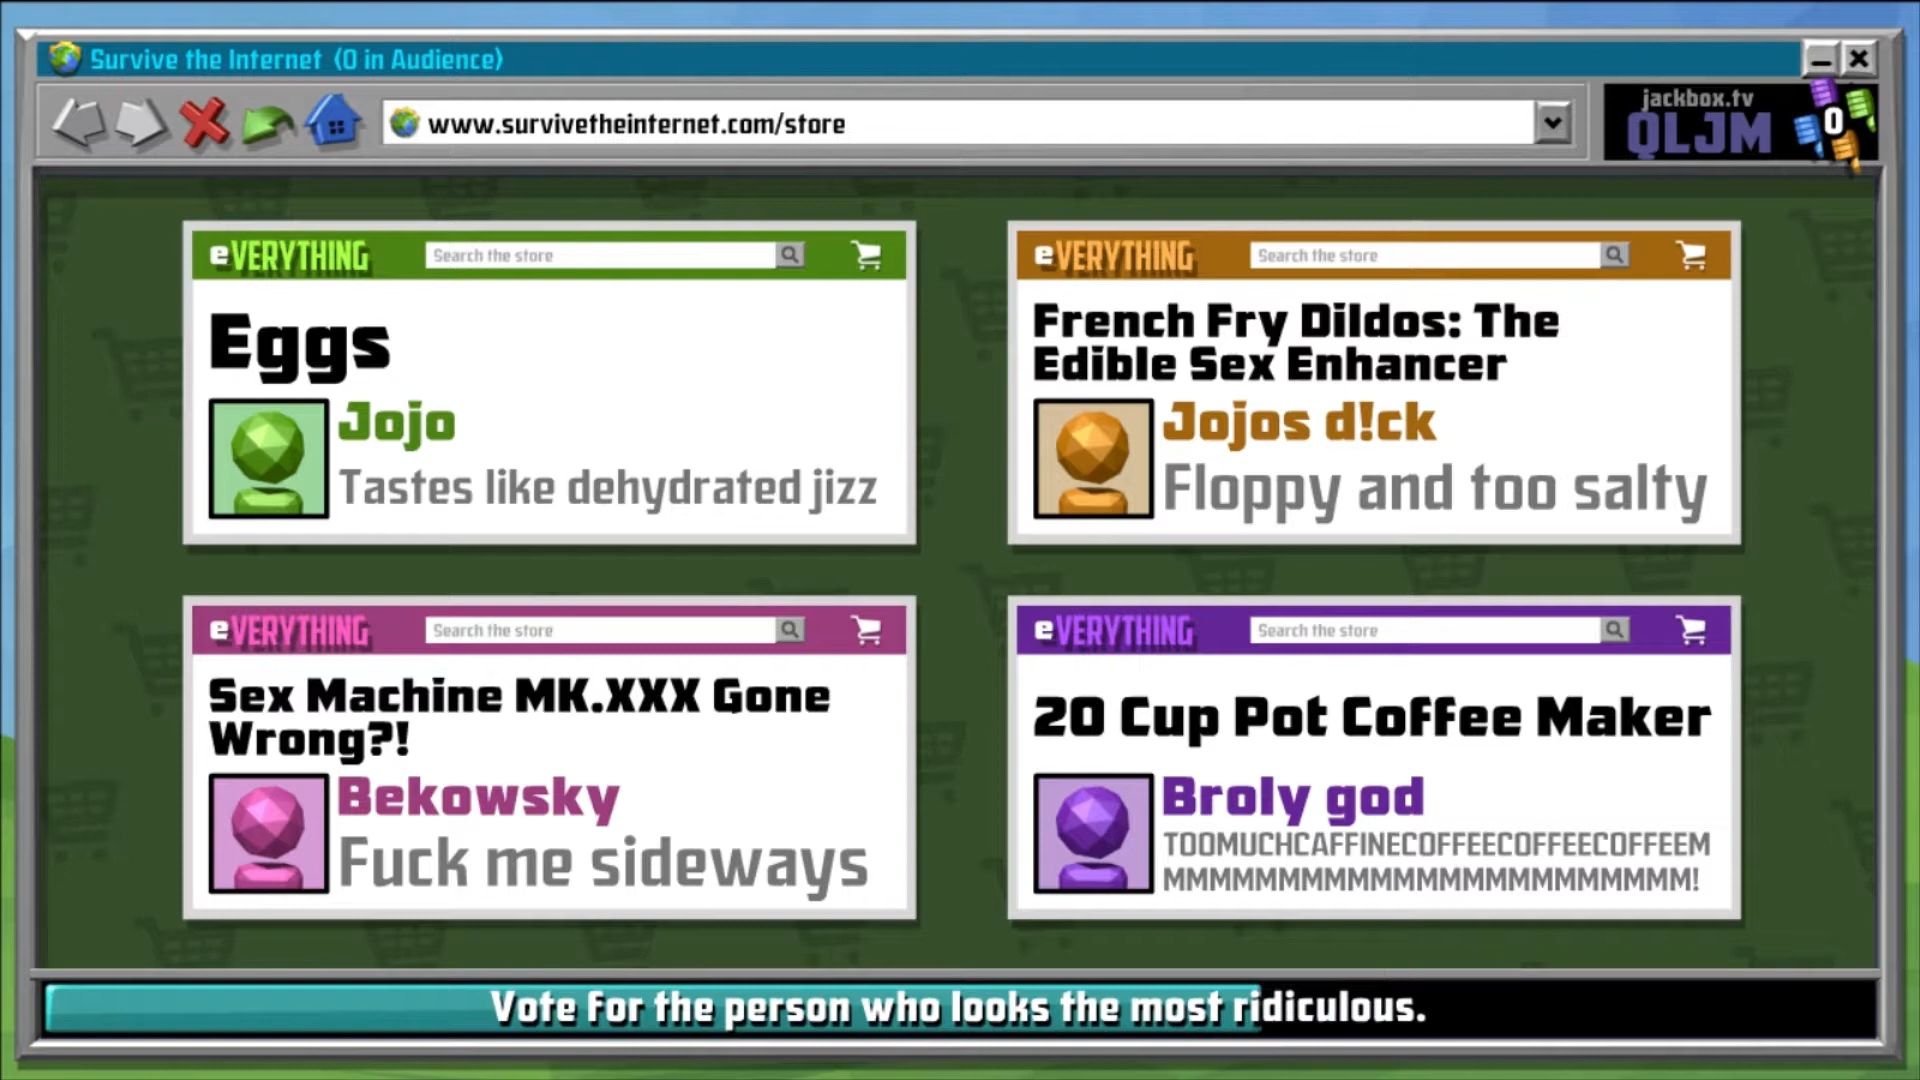 Survive the Internet (0 in Audience)
www.survivetheinternet.com/store
jackbox.tv
QLJM
0
eVERYTHING
Search the store
Eggs
Jojo
Tastes like dehydrated jizz
eVERYTHING
Search the store
French Fry Dildos: The
Edible Sex Enhancer
Jojos d!ck
Floppy and too salty
eVERYTHING
Search the store
Sex Machine MK.XXX Gone
Wrong?!
Bekowsky
Fuck me sideways
eVERYTHING
Search the store
20 Cup Pot Coffee Maker
Broly god
TOOMUCHCAFFINECOFFEECOFFEECOFFEEM
MMMMMMMMMMMMMMMMMMMMMMM!
Vote for the person who looks the most ridiculous.